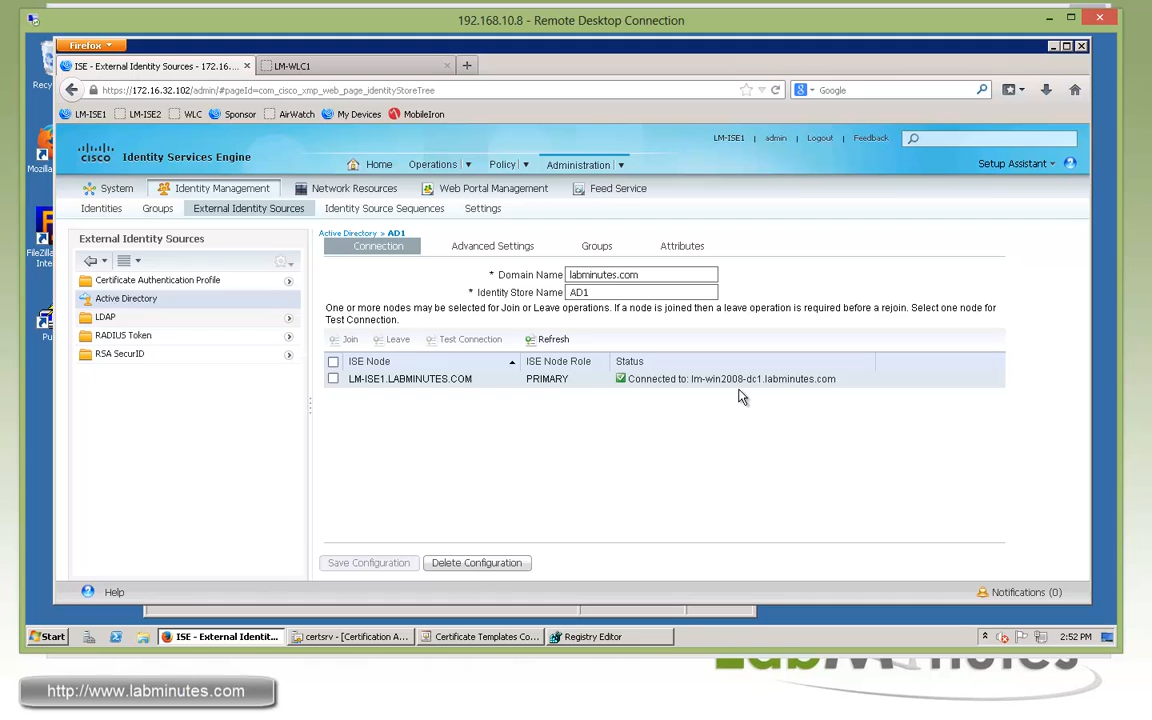 192.168.10.8 - Remote Desktop Connection
Firefox
ISE - External Identity Sources - 172.16....
LM-WLC1
https://172.16.32.102/admin/#pageId=com_cisco_xmp_web_page_identityStoreTree
Google
LM-ISE1 LM-ISE2 WLC Sponsor AirWatch My Devices MobileIron
LM-ISE1 admin Logout Feedback
CISCO Identity Services Engine
Home Operations Policy Administration
Setup Assistant
System Identity Management Network Resources Web Portal Management Feed Service
Identities Groups External Identity Sources Identity Source Sequences Settings
External Identity Sources
Certificate Authentication Profile
Active Directory
LDAP
RADIUS Token
RSA SecurID
Active Directory > AD1
Connection Advanced Settings Groups Attributes
* Domain Name labminutes.com
* Identity Store Name AD1
One or more nodes may be selected for Join or Leave operations. If a node is joined then a leave operation is required before a rejoin. Select one node for
Test Connection.
Join Leave Test Connection Refresh
ISE Node ISE Node Role Status
LM-ISE1.LABMINUTES.COM PRIMARY Connected to: lm-win2008-dc1.labminutes.com
Save Configuration Delete Configuration
Help
Notifications (0)
Recy
Mozilla
FileZilla
Inte
Pu
Start
ISE - External Identit...
certsrv - [Certification A...
Certificate Templates Co...
Registry Editor
2:52 PM
http://www.labminutes.com